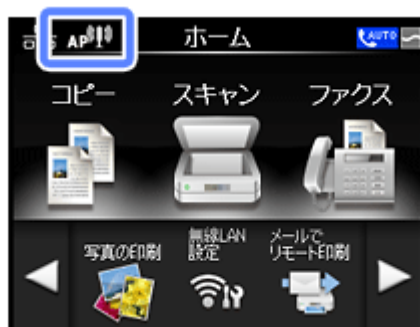 AP
ホーム
AUTO
コピー
スキャン
ファクス
写真の印刷
無線LAN
設定
メールで
リモート印刷